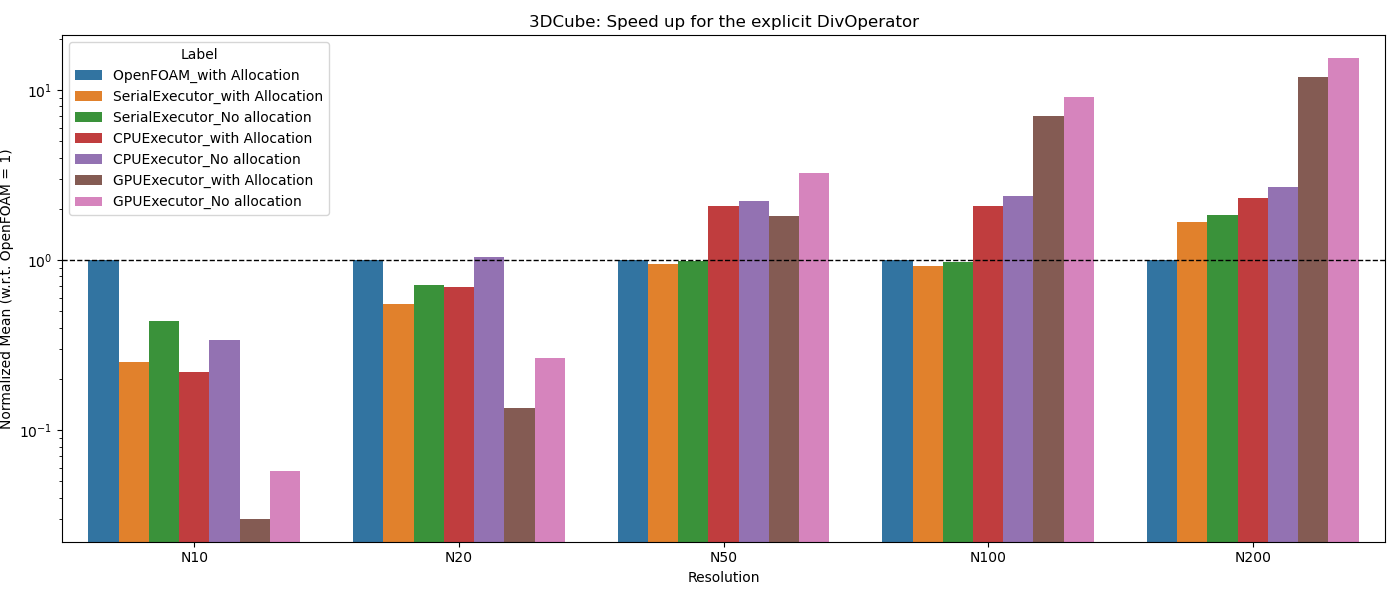 3DCube: Speed up for the explicit DivOperator
Label
OpenFOAM_with Allocation
SerialExecutor_with Allocation
SerialExecutor_No allocation
CPUExecutor_with Allocation
CPUExecutor_No allocation
GPUExecutor_with Allocation
GPUExecutor_No allocation
Normalized Mean (w.r.t. OpenFOAM = 1)
10¹
10⁰
10⁻¹
N10 N20 N50 N100 N200
Resolution